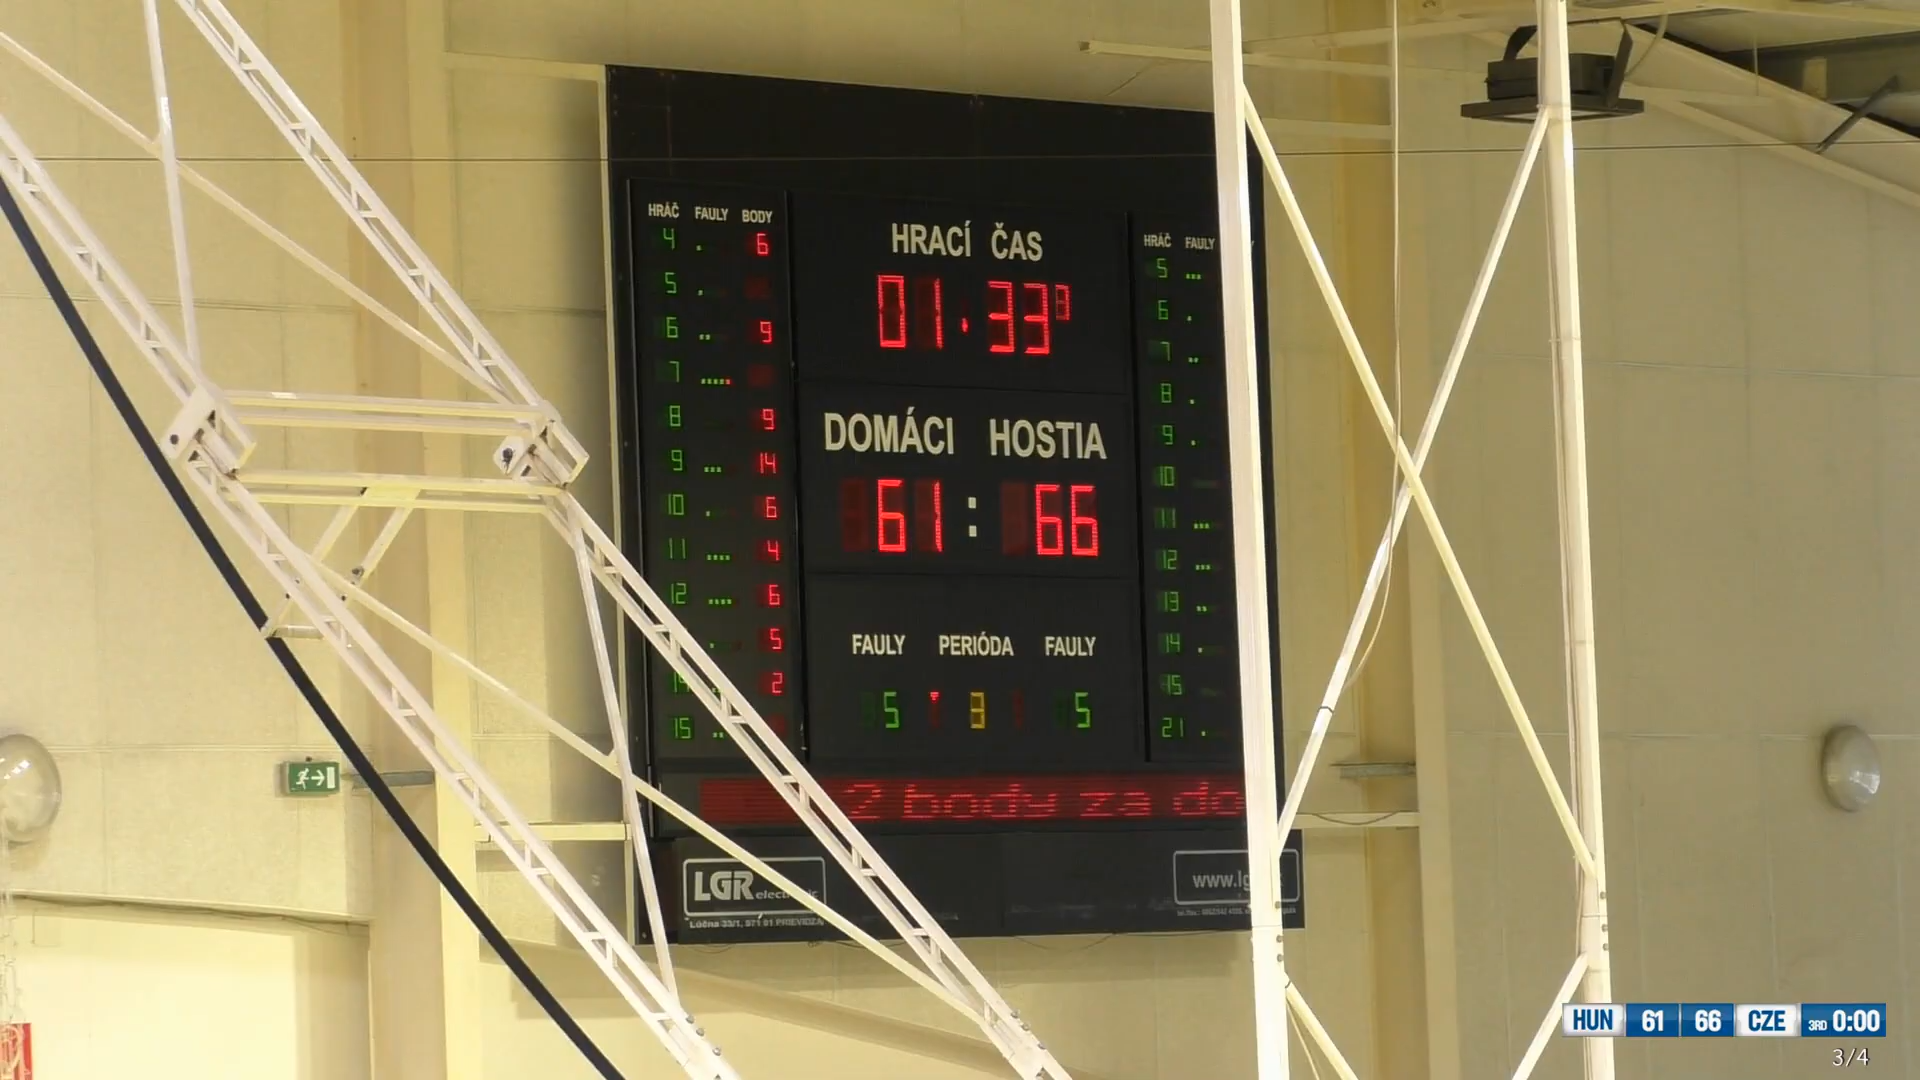 HRÁČ FAULY BODY
4 . 6
5 .
6 .. 9
7 .....
8 9
9 ... 14
10 . 6
11 .... 4
12 .... 6
. 5
14 .. 2
15 ..
HRACÍ ČAS
01.33
DOMÁCI HOSTIA
61 : 66
FAULY PERIÓDA FAULY
5 3 5
HRÁČ FAULY
5 ...
6 .
7 ..
8 .
9 .
10
11 ...
12 ...
13 ..
14 .
15
21 .
2 body za do
LGR electronic
Lúčna 33/1, 971 01 PRIEVIDZA
www.lg
HUN 61 66 CZE 3RD 0:00
3/4